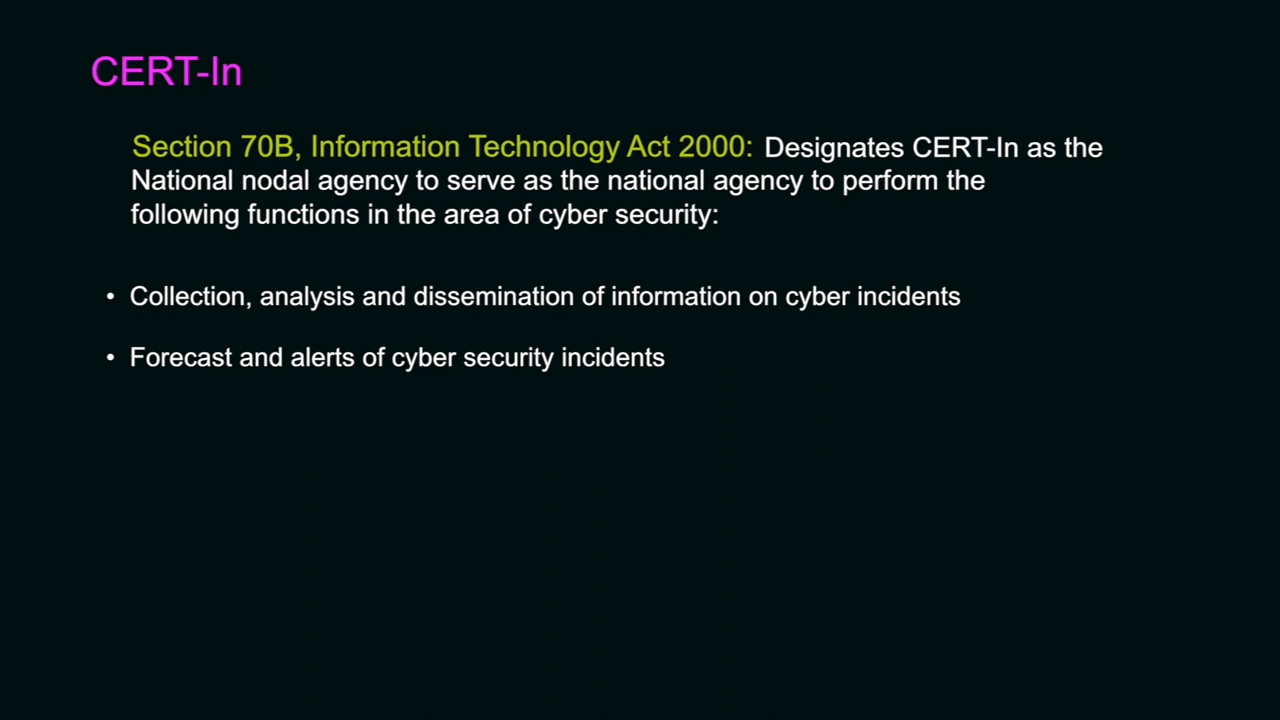 CERT-In
Section 70B, Information Technology Act 2000: Designates CERT-In as the
National nodal agency to serve as the national agency to perform the
following functions in the area of cyber security:
• Collection, analysis and dissemination of information on cyber incidents
• Forecast and alerts of cyber security incidents